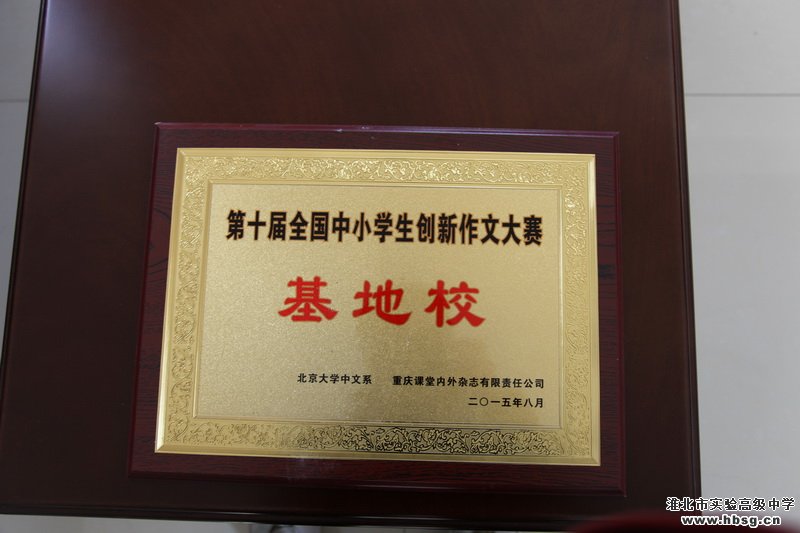 第十届全国中小学生创新作文大赛
基地校
北京大学中文系 重庆课堂内外杂志有限责任公司
二〇一五年八月
淮北市实验高级中学
www.hbsg.cn